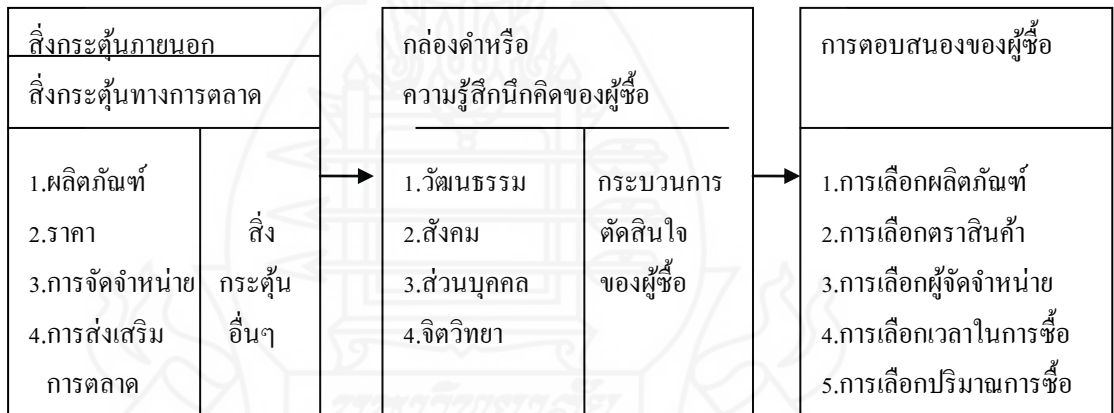 สิ่งกระตุ้นภายนอก
สิ่งกระตุ้นทางการตลาด
1.ผลิตภัณฑ์
2.ราคา
3.การจัดจำหน่าย
4.การส่งเสริม
การตลาด
สิ่ง
กระตุ้น
อื่นๆ
กล่องดำหรือ
ความรู้สึกนึกคิดของผู้ซื้อ
1.วัฒนธรรม
2.สังคม
3.ส่วนบุคคล
4.จิตวิทยา
กระบวนการ
ตัดสินใจ
ของผู้ซื้อ
การตอบสนองของผู้ซื้อ
1.การเลือกผลิตภัณฑ์
2.การเลือกตราสินค้า
3.การเลือกผู้จัดจำหน่าย
4.การเลือกเวลาในการซื้อ
5.การเลือกปริมาณการซื้อ